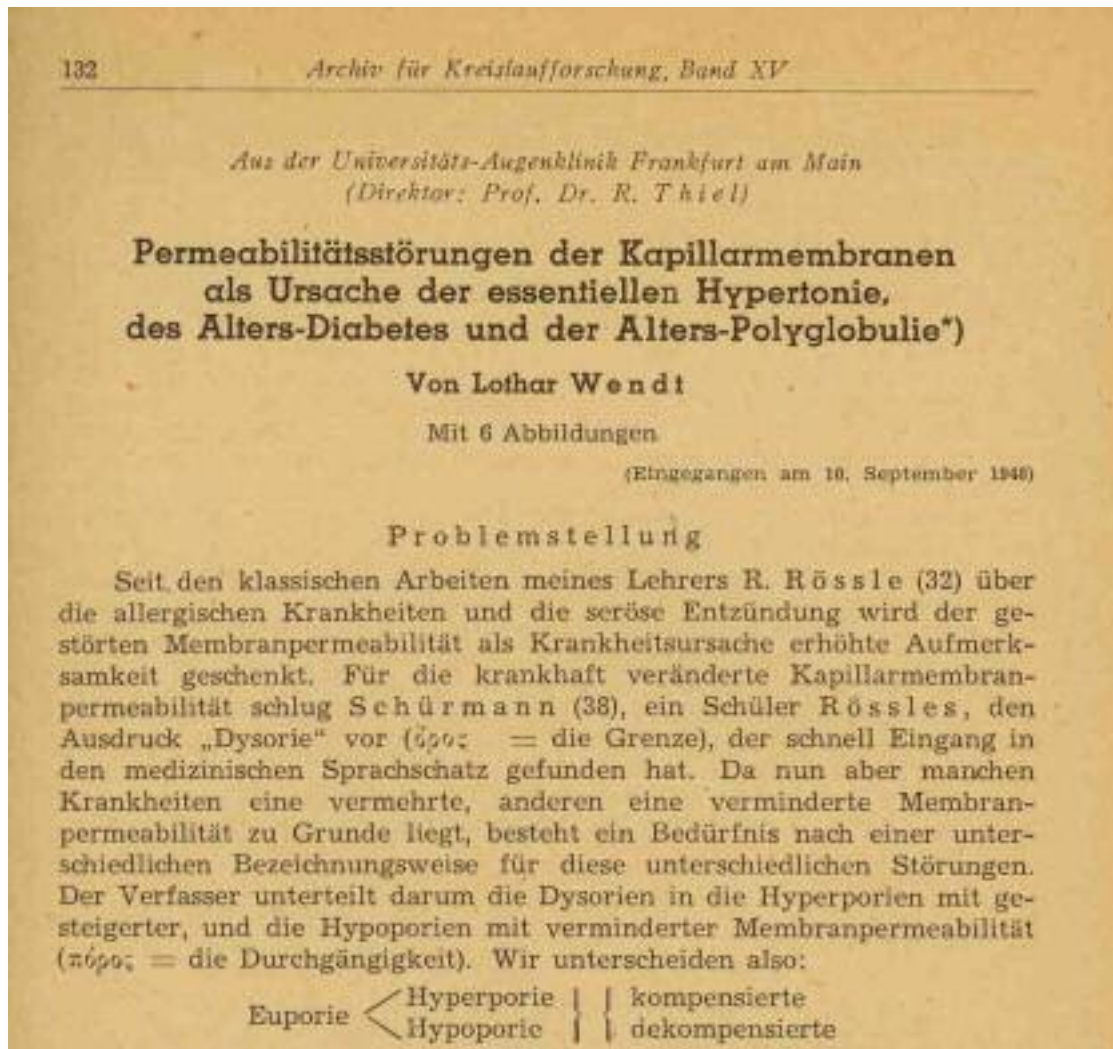 132 Archiv für Kreislaufforschung, Band XV
Aus der Universitäts-Augenklinik Frankfurt am Main
(Direktor: Prof. Dr. R. Thiel)
Permeabilitätsstörungen der Kapillarmembranen
als Ursache der essentiellen Hypertonie,
des Alters-Diabetes und der Alters-Polyglobulie*)
Von Lothar Wendt
Mit 6 Abbildungen
(Eingegangen am 10. September 1948)
Problemstellung
Seit den klassischen Arbeiten meines Lehrers R. Rössle (32) über
die allergischen Krankheiten und die seröse Entzündung wird der ge-
störten Membranpermeabilität als Krankheitsursache erhöhte Aufmerk-
samkeit geschenkt. Für die krankhaft veränderte Kapillarmembran-
permeabilität schlug Schürmann (38), ein Schüler Rössles, den
Ausdruck „Dysorie“ vor (ὅρος = die Grenze), der schnell Eingang in
den medizinischen Sprachschatz gefunden hat. Da nun aber manchen
Krankheiten eine vermehrte, anderen eine verminderte Membran-
permeabilität zu Grunde liegt, besteht ein Bedürfnis nach einer unter-
schiedlichen Bezeichnungsweise für diese unterschiedlichen Störungen.
Der Verfasser unterteilt darum die Dysorien in die Hyperporien mit ge-
steigerter, und die Hypoporien mit verminderter Membranpermeabilität
(πόρος = die Durchgängigkeit). Wir unterscheiden also:
Hyperporie kompensierte
Euporie
Hypoporie dekompensierte